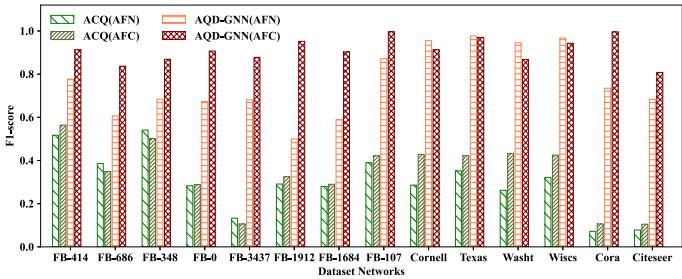 ACQ(AFN)
ACQ(AFC)
AQD-GNN(AFN)
AQD-GNN(AFC)
F1-score
1.0
0.8
0.6
0.4
0.2
0.0
FB-414 FB-686 FB-348 FB-0 FB-3437 FB-1912 FB-1684 FB-107 Cornell Texas Washt Wiscs Cora Citeseer
Dataset Networks